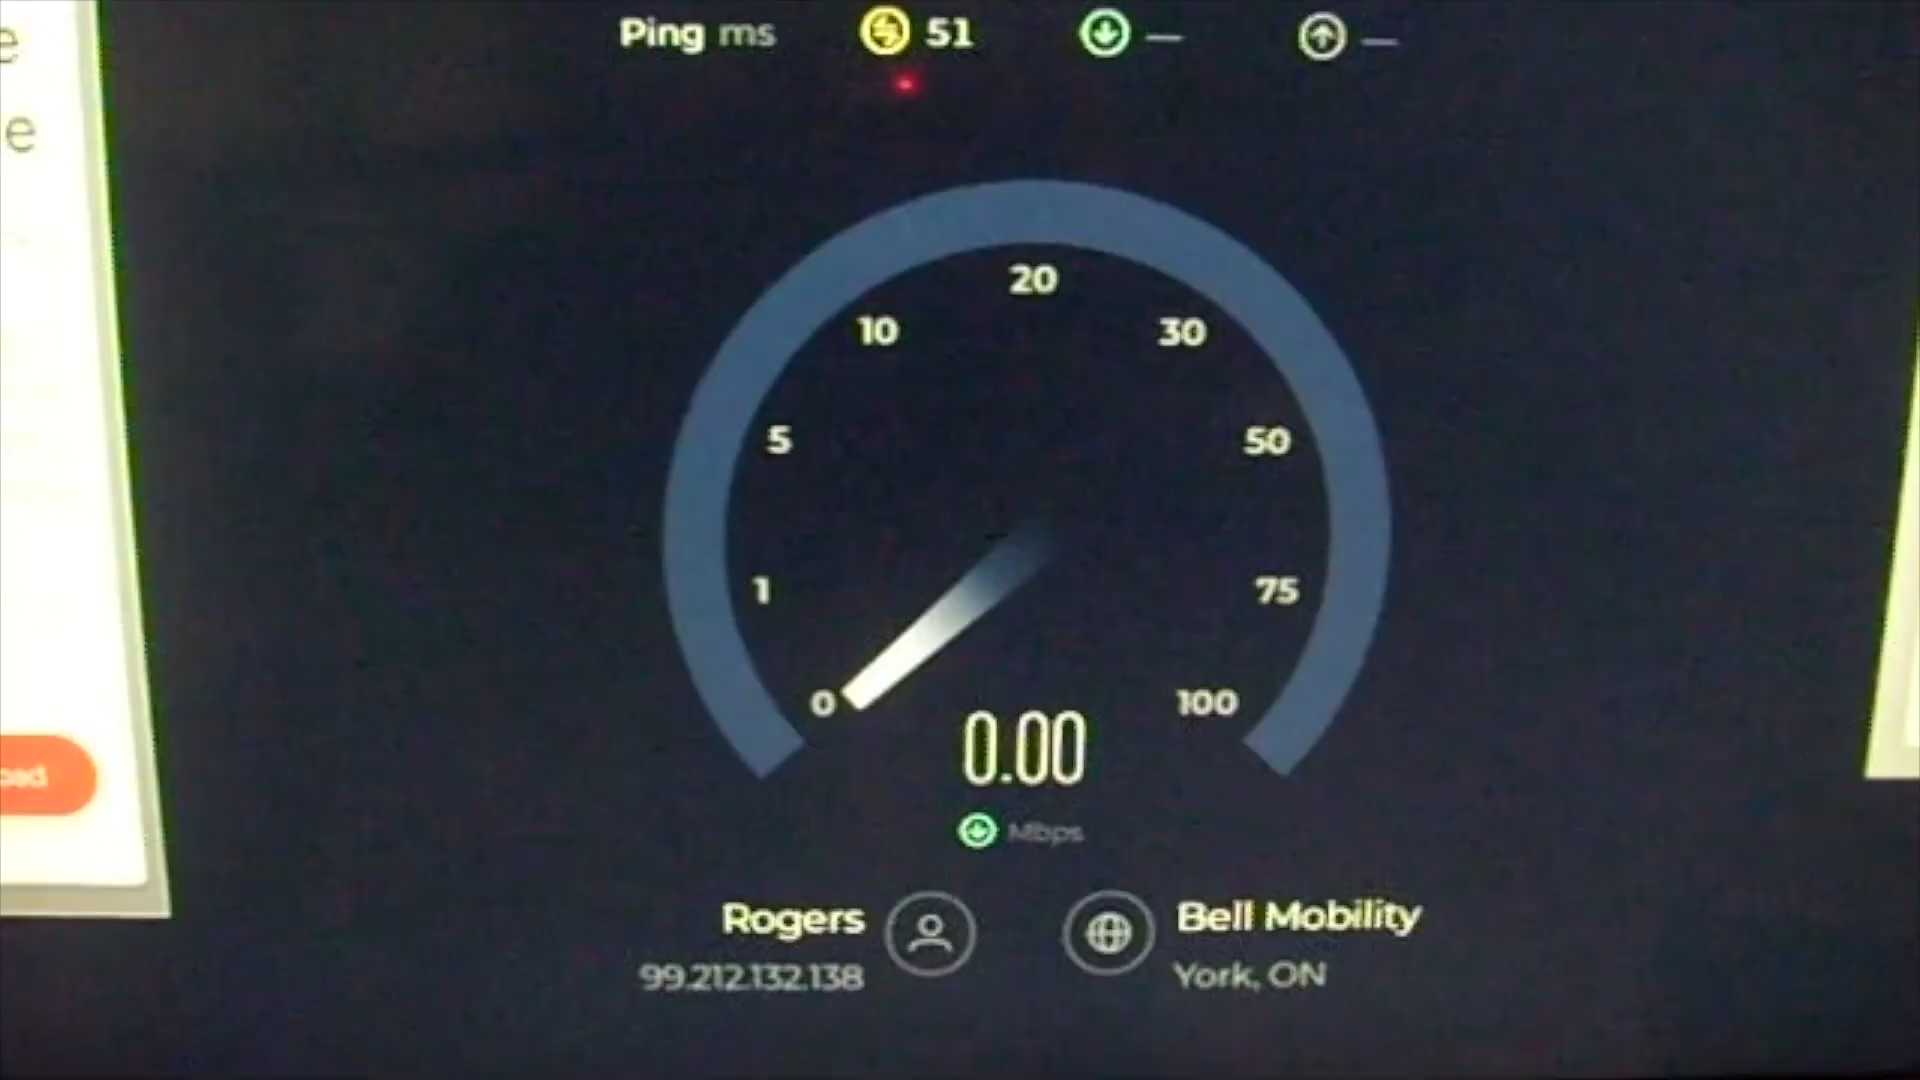 e
e
Ping ms 51 — —
20
10 30
5 50
1 75
0 100
0.00
Mbps
Rogers Bell Mobility
99.212.132.138 York, ON